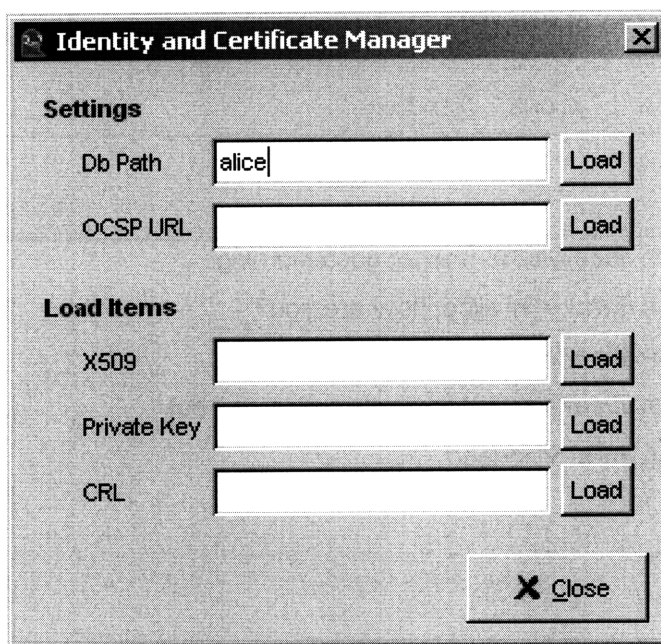 Identity and Certificate Manager
Settings
Db Path alice Load
OCSP URL Load
Load Items
X509 Load
Private Key Load
CRL Load
Close